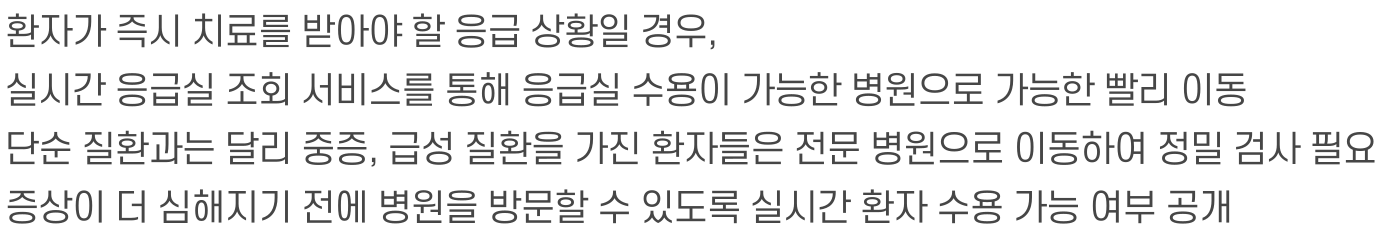 환자가 즉시 치료를 받아야 할 응급 상황일 경우,
실시간 응급실 조회 서비스를 통해 응급실 수용이 가능한 병원으로 가능한 빨리 이동
단순 질환과는 달리 중증, 급성 질환을 가진 환자들은 전문 병원으로 이동하여 정밀 검사 필요
증상이 더 심해지기 전에 병원을 방문할 수 있도록 실시간 환자 수용 가능 여부 공개